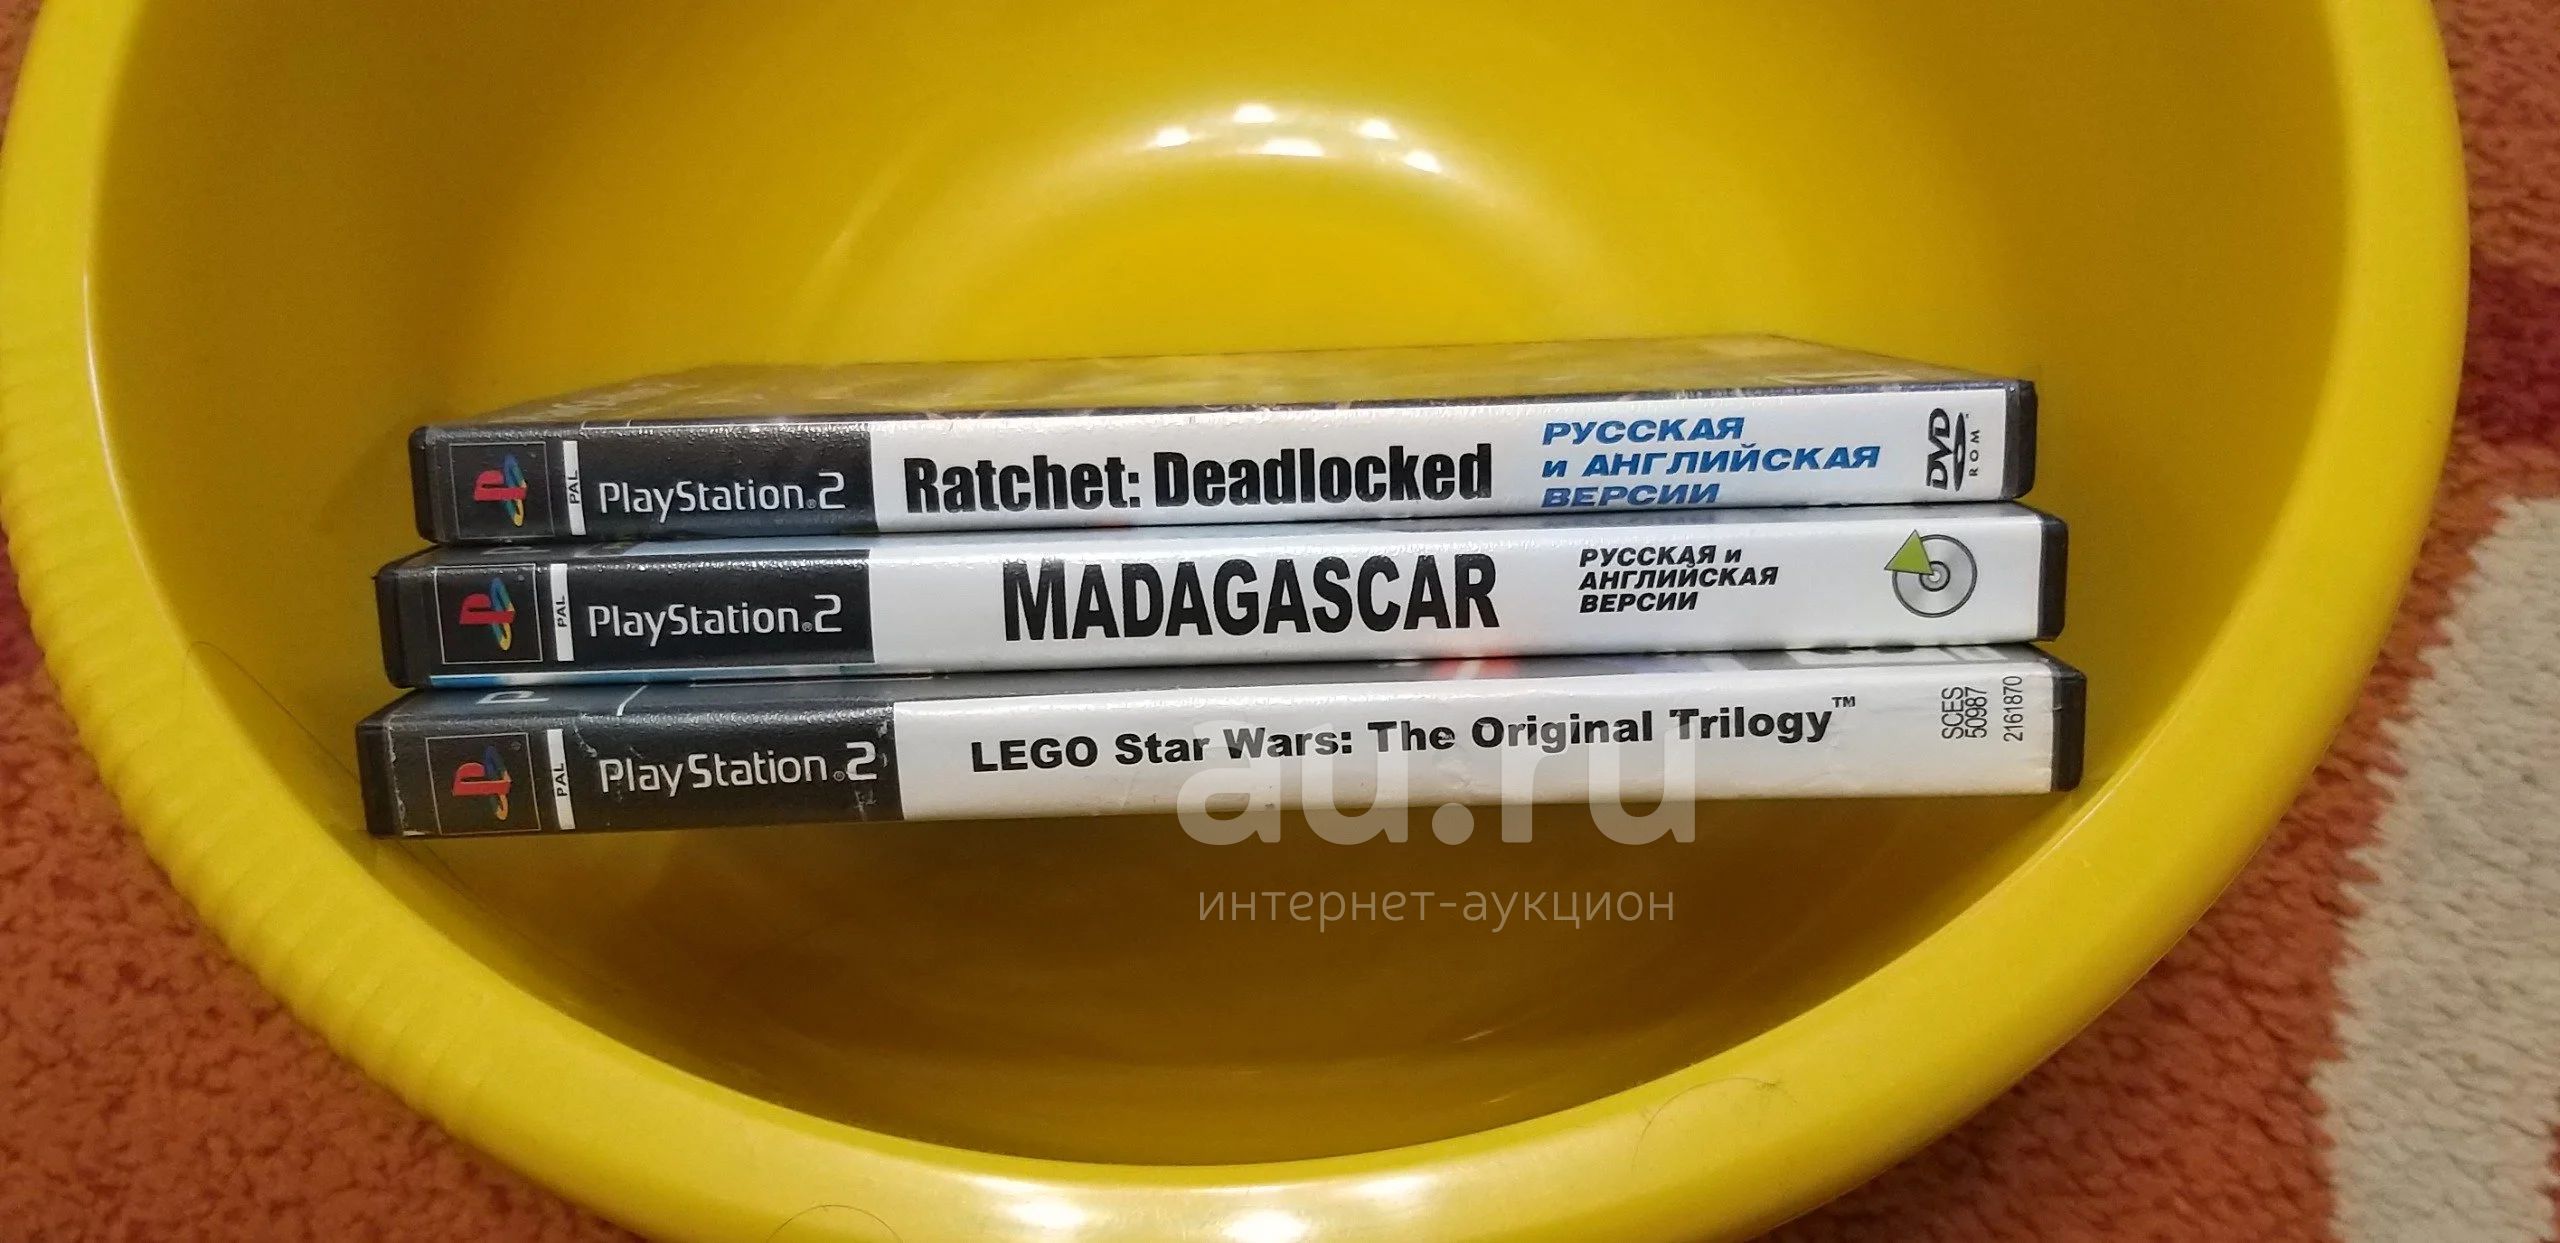 PAL
PlayStation®2
Ratchet: Deadlocked
РУССКАЯ
И АНГЛИЙСКАЯ
ВЕРСИИ
DVD
ROM
PAL
PlayStation®2
MADAGASCAR
РУССКАЯ И
АНГЛИЙСКАЯ
ВЕРСИИ
PAL
PlayStation®2
LEGO Star Wars: The Original Trilogy™
SCES
50987
2161870
au.ru
интернет-аукцион